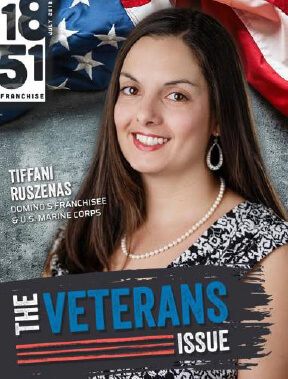 18
51
JULY 2018
FRANCHISE
TIFFANI
RUSZENAS
DOMINO'S FRANCHISEE
& U.S. MARINE CORPS
THE
VETERANS
ISSUE